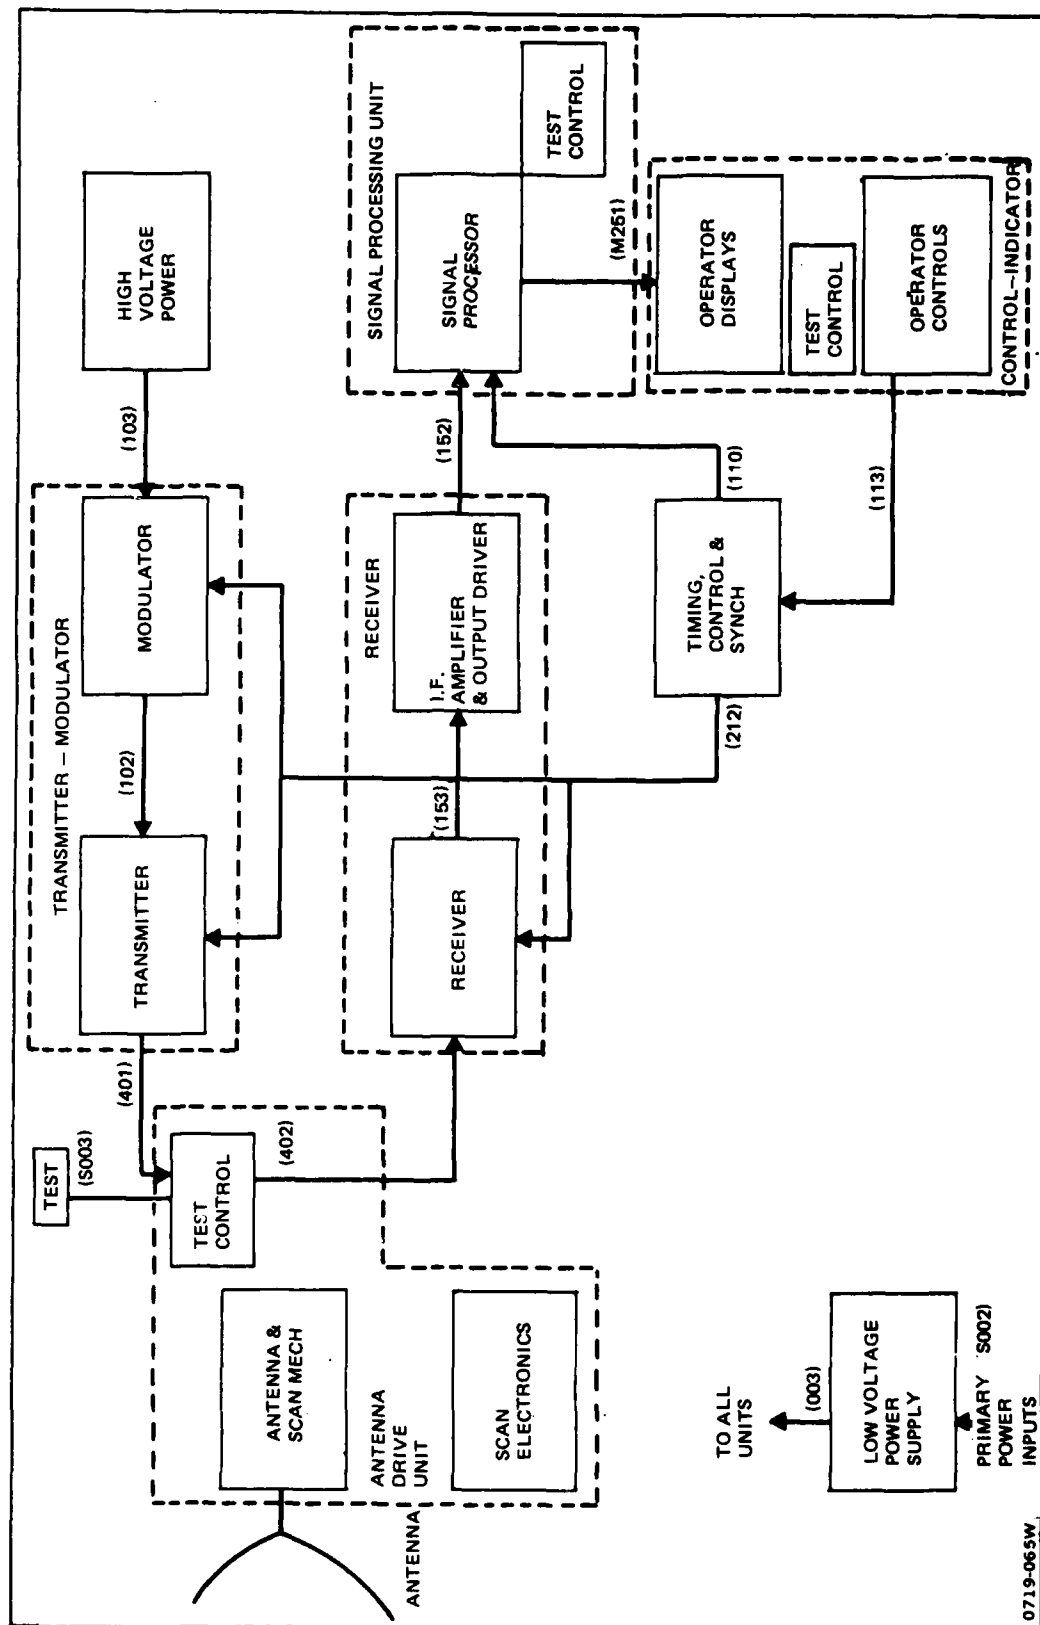 TEST
(S003)
(401)
TRANSMITTER – MODULATOR
TRANSMITTER
(102)
MODULATOR
(103)
HIGH
VOLTAGE
POWER
ANTENNA
ANTENNA &
SCAN MECH
ANTENNA
DRIVE
UNIT
SCAN
ELECTRONICS
TEST
CONTROL
(402)
RECEIVER
RECEIVER
(153)
I.F.
AMPLIFIER
& OUTPUT DRIVER
(152)
SIGNAL PROCESSING UNIT
SIGNAL
PROCESSOR
TEST
CONTROL
(M251)
TO ALL
UNITS
(003)
LOW VOLTAGE
POWER
SUPPLY
PRIMARY S002)
POWER
INPUTS
(212)
TIMING,
CONTROL &
SYNCH
(110)
(113)
OPERATOR
DISPLAYS
TEST
CONTROL
OPERATOR
CONTROLS
CONTROL–INDICATOR
0719-065W